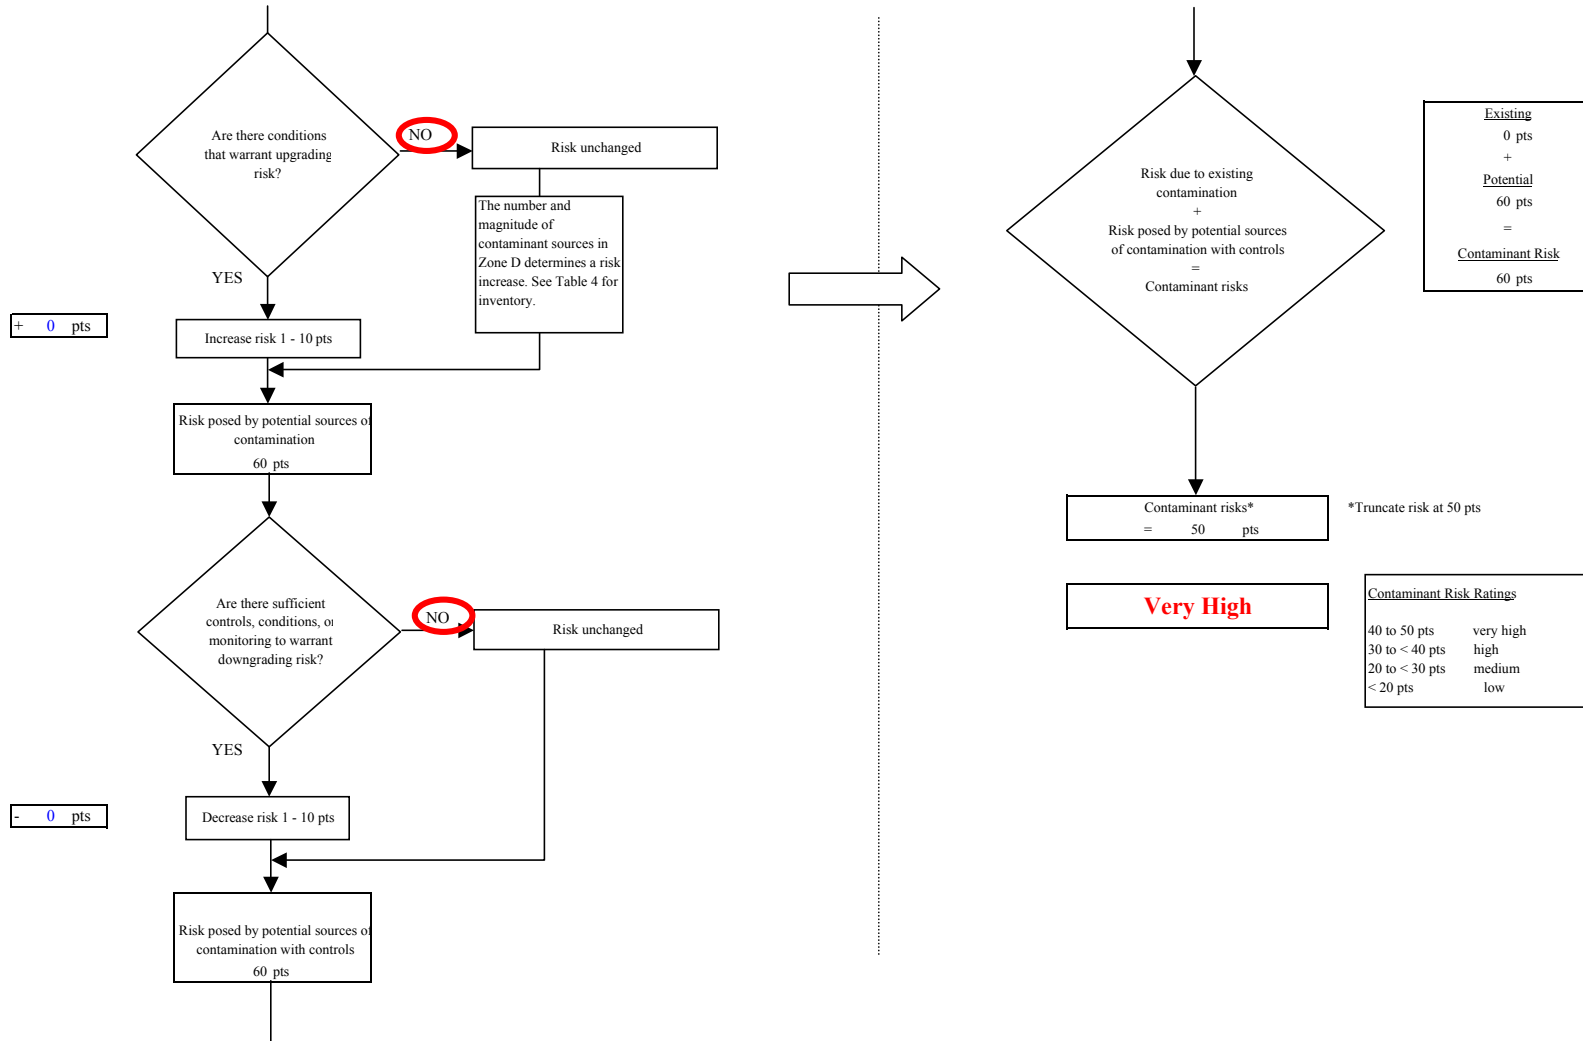 Are there conditions
that warrant upgrading
risk?
NO
Risk unchanged
The number and
magnitude of
contaminant sources in
Zone D determines a risk
increase. See Table 4 for
inventory.
YES
+ 0 pts
Increase risk 1 - 10 pts
Risk posed by potential sources of
contamination
60 pts
Are there sufficient
controls, conditions, or
monitoring to warrant
downgrading risk?
NO
Risk unchanged
YES
- 0 pts
Decrease risk 1 - 10 pts
Risk posed by potential sources of
contamination with controls
60 pts
Risk due to existing
contamination
+
Risk posed by potential sources
of contamination with controls
=
Contaminant risks
Existing
0 pts
+
Potential
60 pts
=
Contaminant Risk
60 pts
Contaminant risks*
= 50 pts
*Truncate risk at 50 pts
Very High
Contaminant Risk Ratings
40 to 50 pts very high
30 to < 40 pts high
20 to < 30 pts medium
< 20 pts low